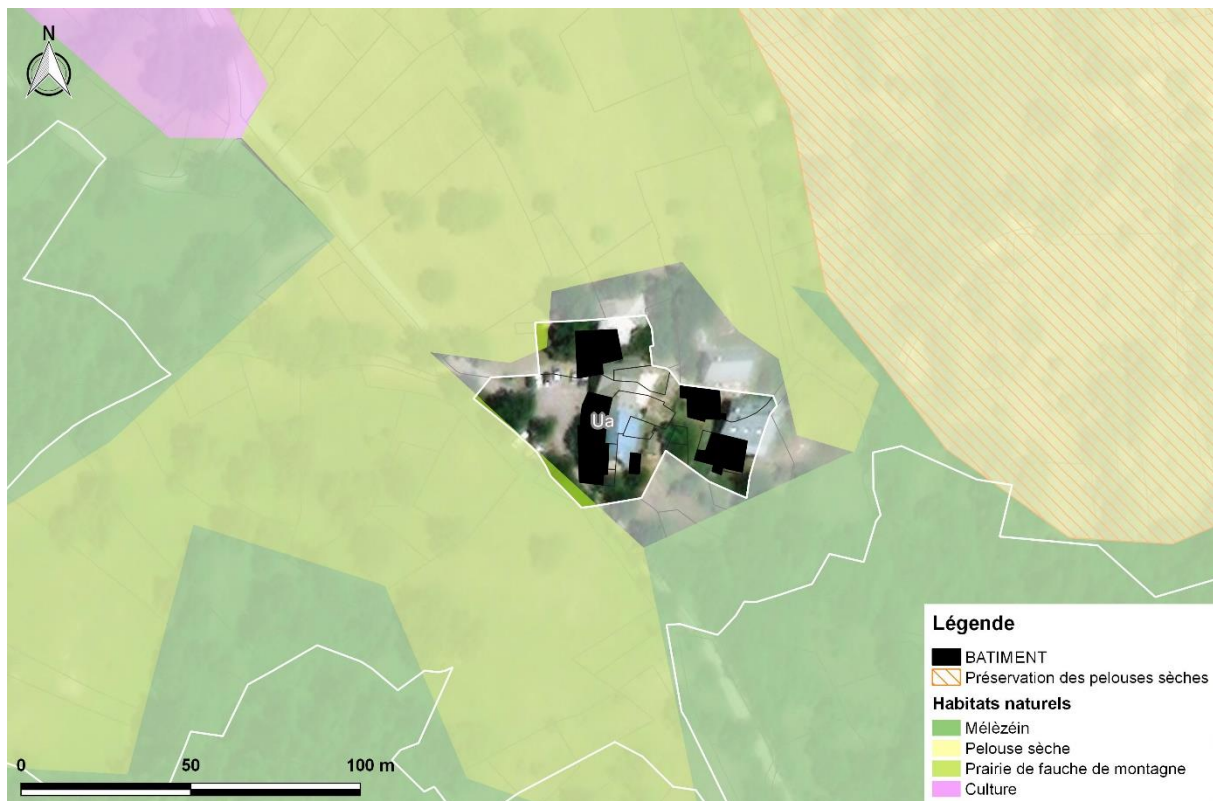 N
Ua
Légende
BATIMENT
Préservation des pelouses sèches
Habitats naturels
Mélèzéin
Pelouse sèche
Prairie de fauche de montagne
Culture
0 50 100 m